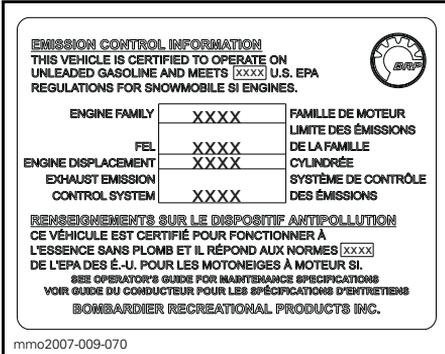 EMISSION CONTROL INFORMATION
THIS VEHICLE IS CERTIFIED TO OPERATE ON
UNLEADED GASOLINE AND MEETS XXXX U.S. EPA
REGULATIONS FOR SNOWMOBILE SI ENGINES.
BRP
ENGINE FAMILY XXXX FAMILLE DE MOTEUR
LIMITE DES ÉMISSIONS
FEL XXXX DE LA FAMILLE
ENGINE DISPLACEMENT XXXX CYLINDRÉE
EXHAUST EMISSION SYSTÈME DE CONTRÔLE
CONTROL SYSTEM XXXX DES ÉMISSIONS
RENSEIGNEMENTS SUR LE DISPOSITIF ANTIPOLLUTION
CE VÉHICULE EST CERTIFIÉ POUR FONCTIONNER À
L'ESSENCE SANS PLOMB ET IL RÉPOND AUX NORMES XXXX
DE L'EPA DES É.-U. POUR LES MOTONEIGES À MOTEUR SI.
SEE OPERATOR'S GUIDE FOR MAINTENANCE SPECIFICATIONS
VOIR GUIDE DU CONDUCTEUR POUR LES SPÉCIFICATIONS D'ENTRETIENS
BOMBARDIER RECREATIONAL PRODUCTS INC.
mmo2007-009-070